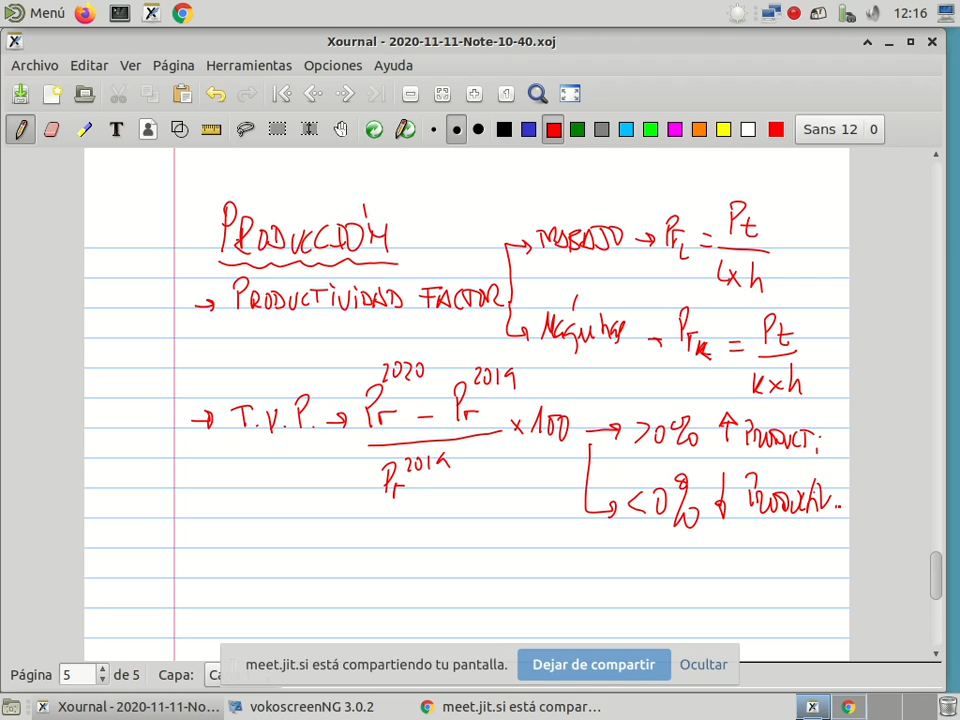 Menú
12:16
Xournal - 2020-11-11-Note-10-40.xoj
Archivo Editar Ver Página Herramientas Opciones Ayuda
Sans 12 0
PRODUCCIÓN
→ PRODUCTIVIDAD FACTOR
→ TRABAJO → Pr_L = Pt / L x h
→ Máquinas → Pr_K = Pt / K x h
→ T.V.P. → Pr^2020 - Pr^2019 / Pr^2019 x 100 → >0% ↑ PRODUCTi
→ <0% ↓ Productiv..
meet.jit.si está compartiendo tu pantalla. Dejar de compartir Ocultar
Página 5 de 5 Capa: Ca
Xournal - 2020-11-11-No... vokoscreenNG 3.0.2 meet.jit.si está compar...